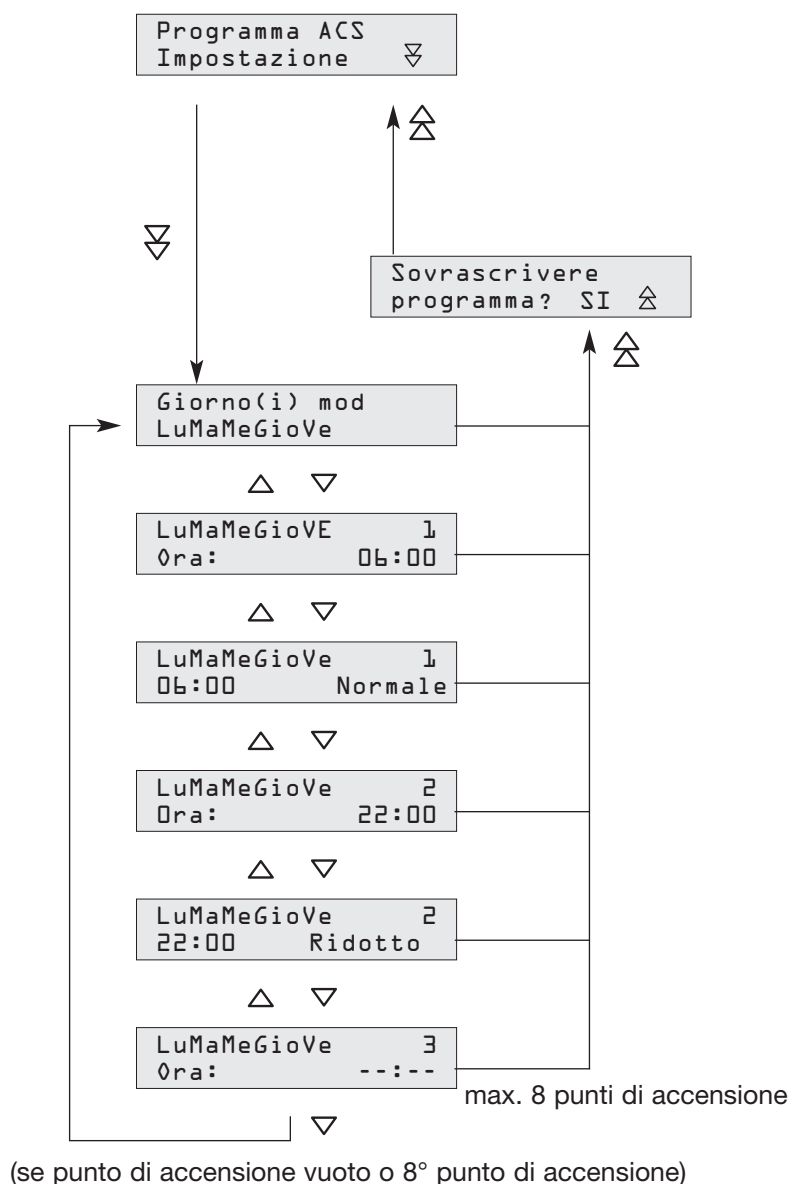 Programma ACS
Impostazione
Sovrascrivere
programma? SI
Giorno(i) mod
LuMaMeGioVe
LuMaMeGioVE 1
Ora: 06:00
LuMaMeGioVe 1
06:00 Normale
LuMaMeGioVe 2
Ora: 22:00
LuMaMeGioVe 2
22:00 Ridotto
LuMaMeGioVe 3
Ora: --:--
max. 8 punti di accensione
(se punto di accensione vuoto o 8° punto di accensione)